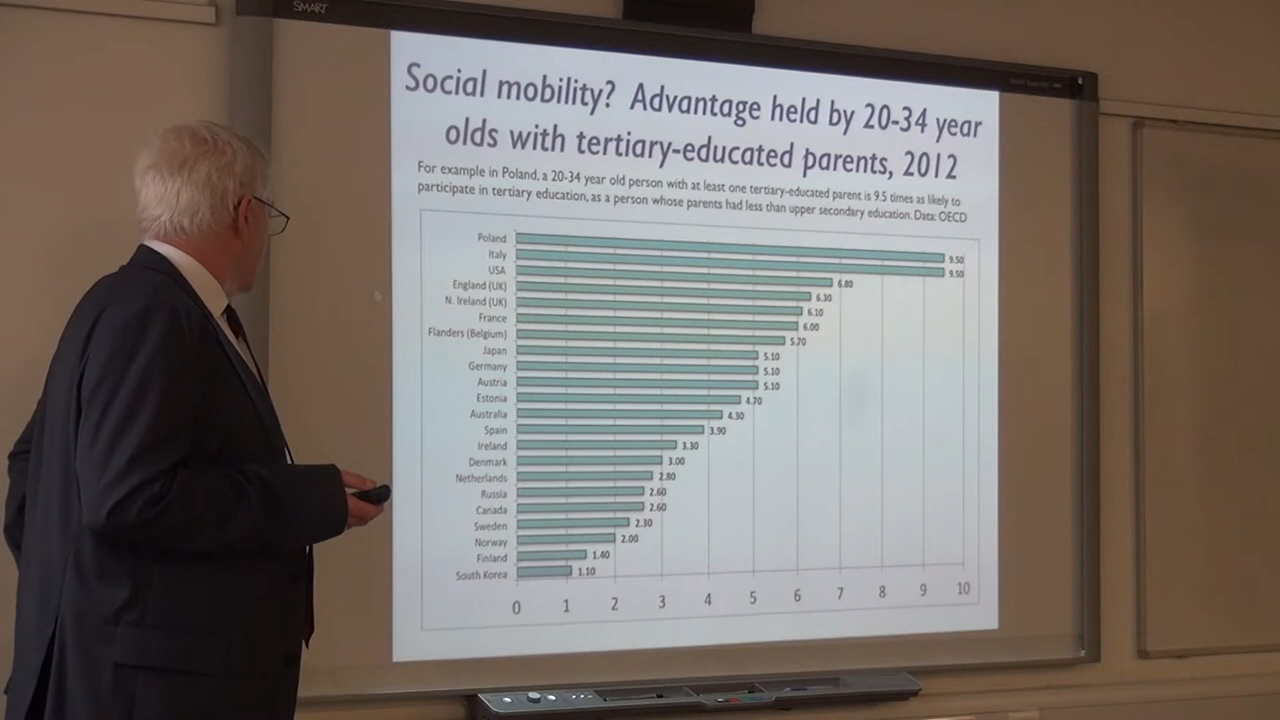 SMART
Social mobility? Advantage held by 20-34 year
olds with tertiary-educated parents, 2012
For example in Poland, a 20-34 year old person with at least one tertiary-educated parent is 9.5 times as likely to
participate in tertiary education, as a person whose parents had less than upper secondary education. Data: OECD
Poland 9.50
Italy 9.50
USA 6.80
England (UK) 6.30
N. Ireland (UK) 6.10
France 6.00
Flanders (Belgium) 5.70
Japan 5.10
Germany 5.10
Austria 5.10
Estonia 4.70
Australia 4.30
Spain 3.90
Ireland 3.30
Denmark 3.00
Netherlands 2.80
Russia 2.60
Canada 2.60
Sweden 2.30
Norway 2.00
Finland 1.40
South Korea 1.10
0 1 2 3 4 5 6 7 8 9 10